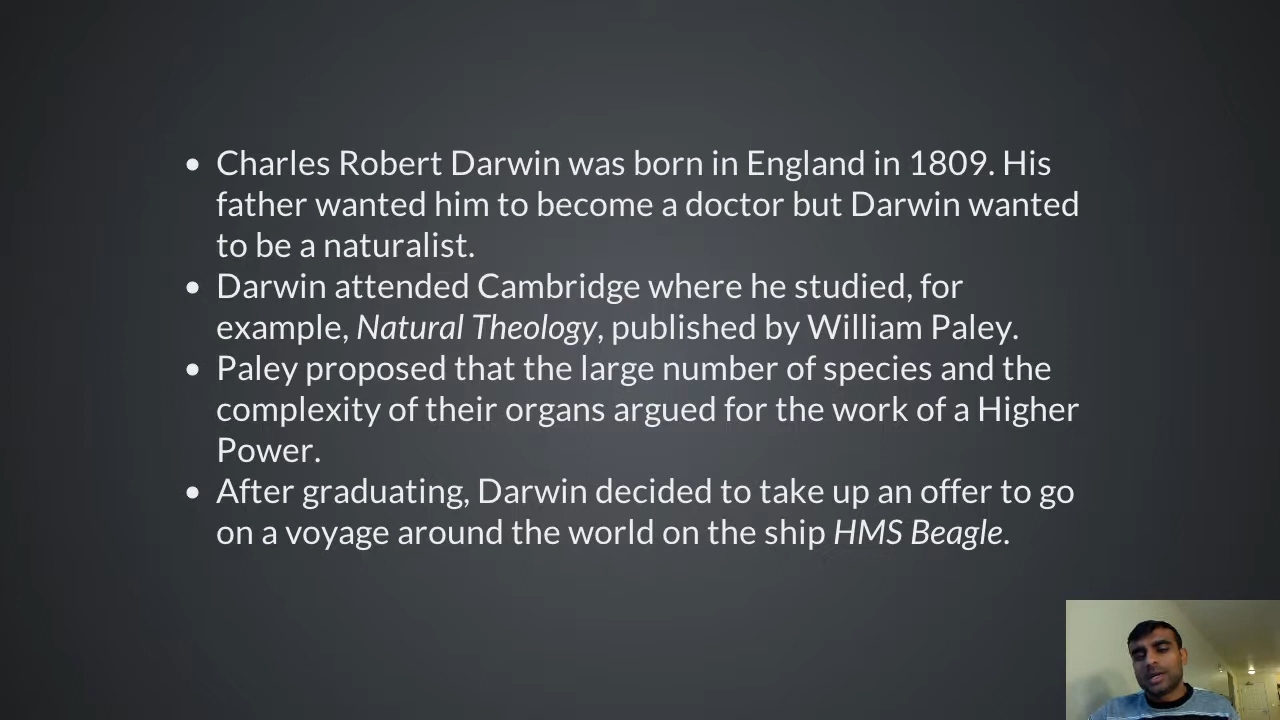 • Charles Robert Darwin was born in England in 1809. His
father wanted him to become a doctor but Darwin wanted
to be a naturalist.
• Darwin attended Cambridge where he studied, for
example, Natural Theology, published by William Paley.
• Paley proposed that the large number of species and the
complexity of their organs argued for the work of a Higher
Power.
• After graduating, Darwin decided to take up an offer to go
on a voyage around the world on the ship HMS Beagle.